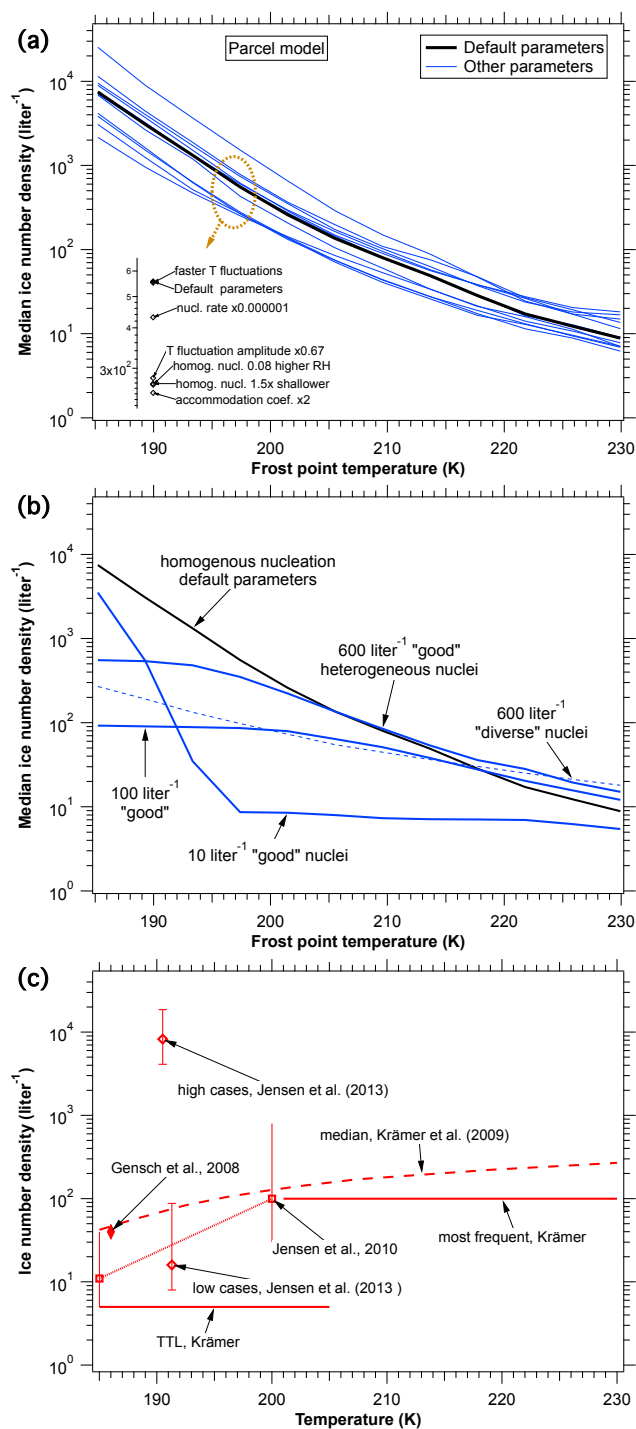 (a)
Parcel model
Default parameters
Other parameters
Median ice number density (liter⁻¹)
10⁴
10³
10²
10¹
10⁰
6
5
4
3x10²
faster T fluctuations
Default parameters
nucl. rate x0.000001
T fluctuation amplitude x0.67
homog. nucl. 0.08 higher RH
homog. nucl. 1.5x shallower
accommodation coef. x2
190 200 210 220 230
Frost point temperature (K)
(b)
Median ice number density (liter⁻¹)
10⁴
10³
10²
10¹
10⁰
homogenous nucleation
default parameters
600 liter⁻¹ "good"
heterogeneous nuclei
600 liter⁻¹
"diverse" nuclei
100 liter⁻¹
"good"
10 liter⁻¹ "good" nuclei
190 200 210 220 230
Frost point temperature (K)
(c)
Ice number density (liter⁻¹)
10⁴
10³
10²
10¹
10⁰
high cases, Jensen et al. (2013)
median, Krämer et al. (2009)
Gensch et al., 2008
Jensen et al., 2010
most frequent, Krämer
low cases, Jensen et al. (2013 )
TTL, Krämer
190 200 210 220 230
Temperature (K)